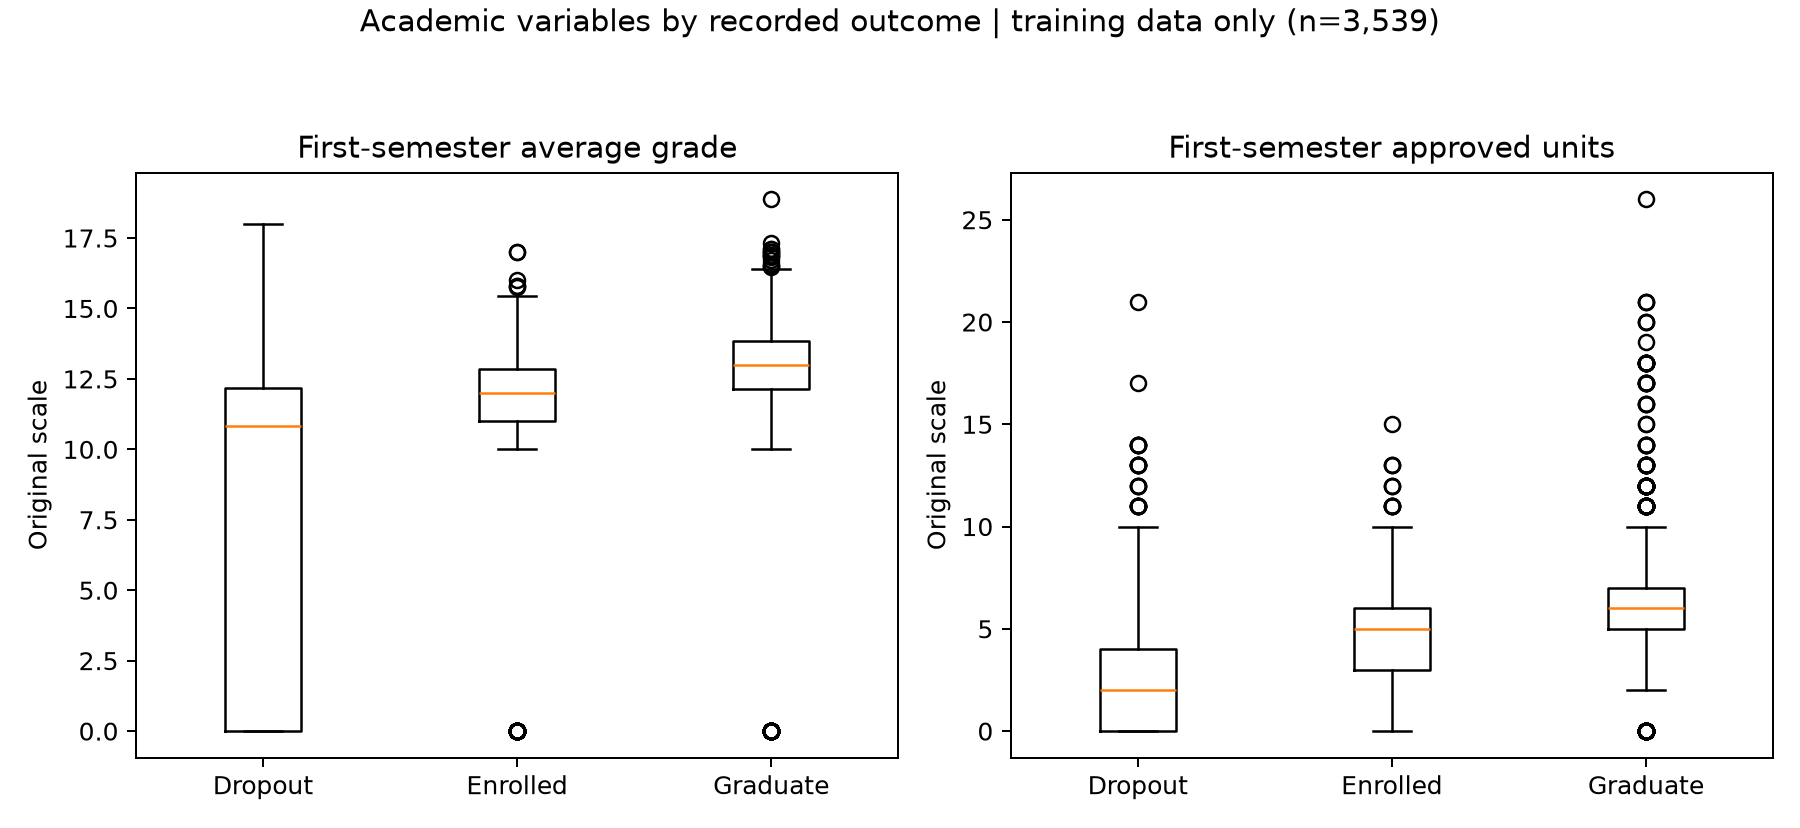 Academic variables by recorded outcome | training data only (n=3,539)
First-semester average grade
Original scale
17.5
15.0
12.5
10.0
7.5
5.0
2.5
0.0
Dropout
Enrolled
Graduate
First-semester approved units
Original scale
25
20
15
10
5
0
Dropout
Enrolled
Graduate